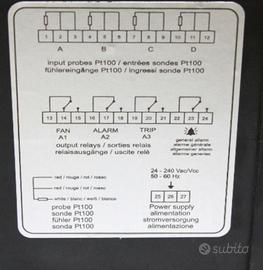 1 2 3 4 5 6 7 8 9 10 11 12
A B C D
input probes Pt100 / entrées sondes Pt100
fühlereingänge Pt100 / ingressi sonde Pt100
13 14 15 16 17 18 19 20 21 22 23 24
FAN ALARM TRIP general alarm
A1 A2 A3 alarme générale
allgemeiner alarm
allarme generico
output relays / sorties relais
relaisausgänge / uscite relè
red / rouge / rot / rosso
red / rouge / rot / rosso
white / blanc / weiß / bianco
probe Pt100
sonde Pt100
fühler Pt100
sonda Pt100
24 - 240 Vac/Vcc
50 - 60 Hz
25 26 27
Power supply
alimentation
stromversorgung
alimentazione
subito